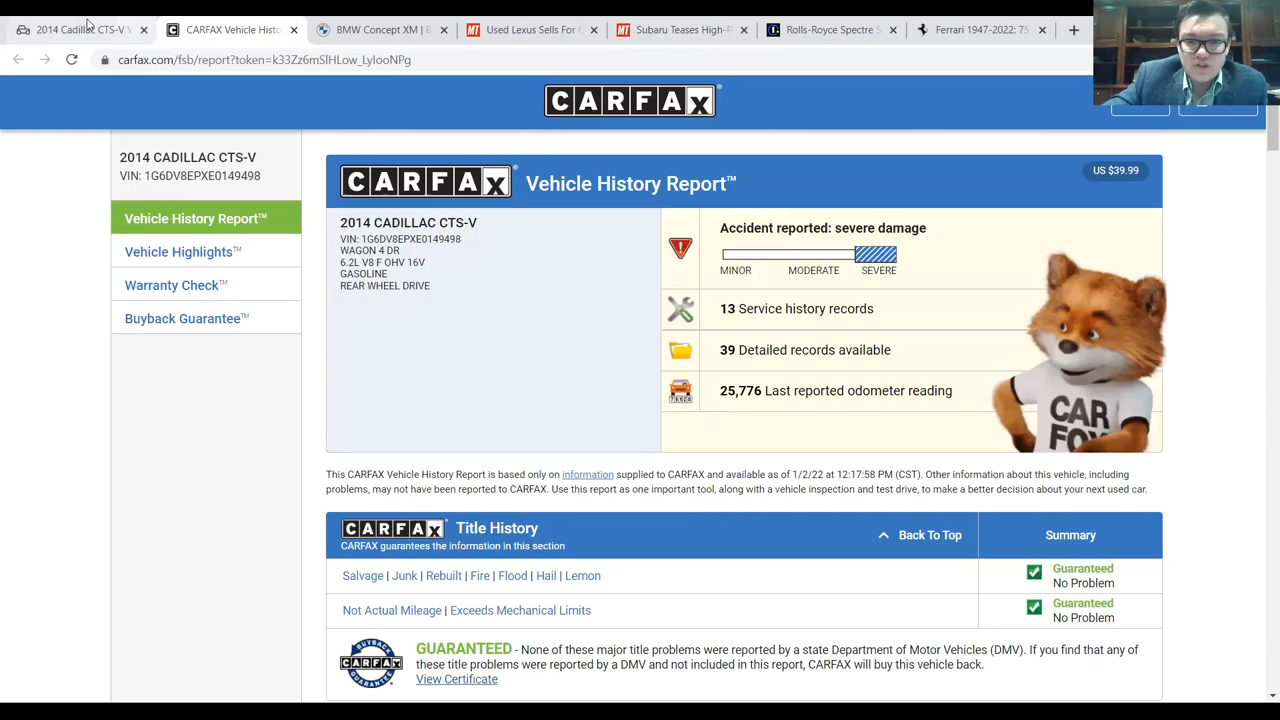 2014 Cadillac CTS-V
CARFAX Vehicle Histo
BMW Concept XM | B
Used Lexus Sells For
Subaru Teases High-
Rolls-Royce Spectre S
Ferrari 1947-2022: 75
carfax.com/fsb/report?token=k33Zz6mSlHLow_LyIooNPg
CARFAX
2014 CADILLAC CTS-V
VIN: 1G6DV8EPXE0149498
Vehicle History Report™
Vehicle Highlights™
Warranty Check™
Buyback Guarantee™
CARFAX Vehicle History Report™
US $39.99
2014 CADILLAC CTS-V
VIN: 1G6DV8EPXE0149498
WAGON 4 DR
6.2L V8 F OHV 16V
GASOLINE
REAR WHEEL DRIVE
Accident reported: severe damage
MINOR MODERATE SEVERE
13 Service history records
39 Detailed records available
25,776 Last reported odometer reading
CAR
FOX
This CARFAX Vehicle History Report is based only on information supplied to CARFAX and available as of 1/2/22 at 12:17:58 PM (CST). Other information about this vehicle, including
problems, may not have been reported to CARFAX. Use this report as one important tool, along with a vehicle inspection and test drive, to make a better decision about your next used car.
CARFAX Title History
CARFAX guarantees the information in this section
Back To Top
Summary
Salvage | Junk | Rebuilt | Fire | Flood | Hail | Lemon
Guaranteed
No Problem
Not Actual Mileage | Exceeds Mechanical Limits
Guaranteed
No Problem
BUYBACK
CARFAX
GUARANTEE
GUARANTEED - None of these major title problems were reported by a state Department of Motor Vehicles (DMV). If you find that any of
these title problems were reported by a DMV and not included in this report, CARFAX will buy this vehicle back.
View Certificate